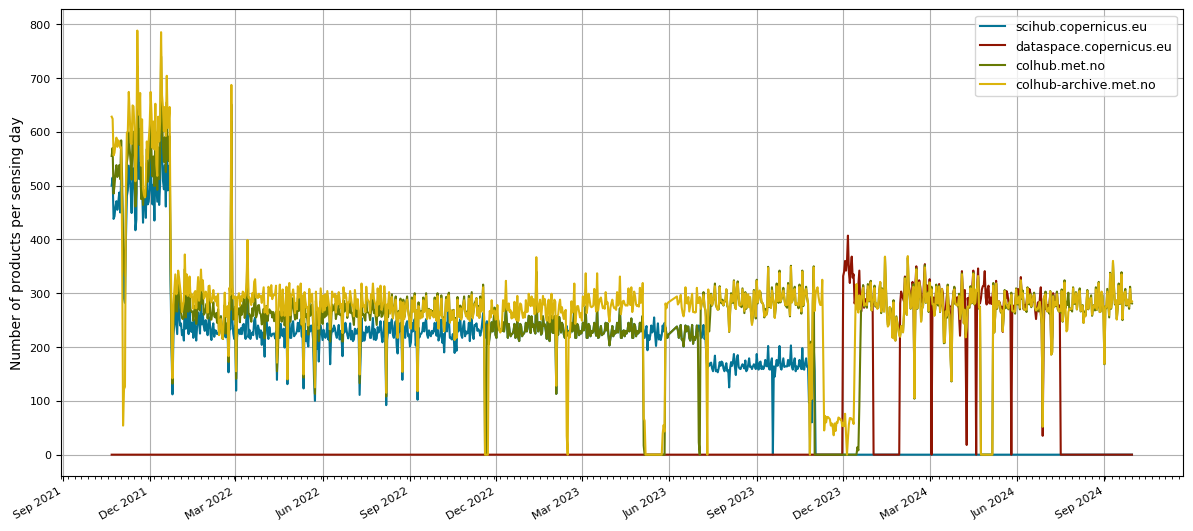 Number of products per sensing day
800
700
600
500
400
300
200
100
0
Sep 2021
Dec 2021
Mar 2022
Jun 2022
Sep 2022
Dec 2022
Mar 2023
Jun 2023
Sep 2023
Dec 2023
Mar 2024
Jun 2024
Sep 2024
scihub.copernicus.eu
dataspace.copernicus.eu
colhub.met.no
colhub-archive.met.no